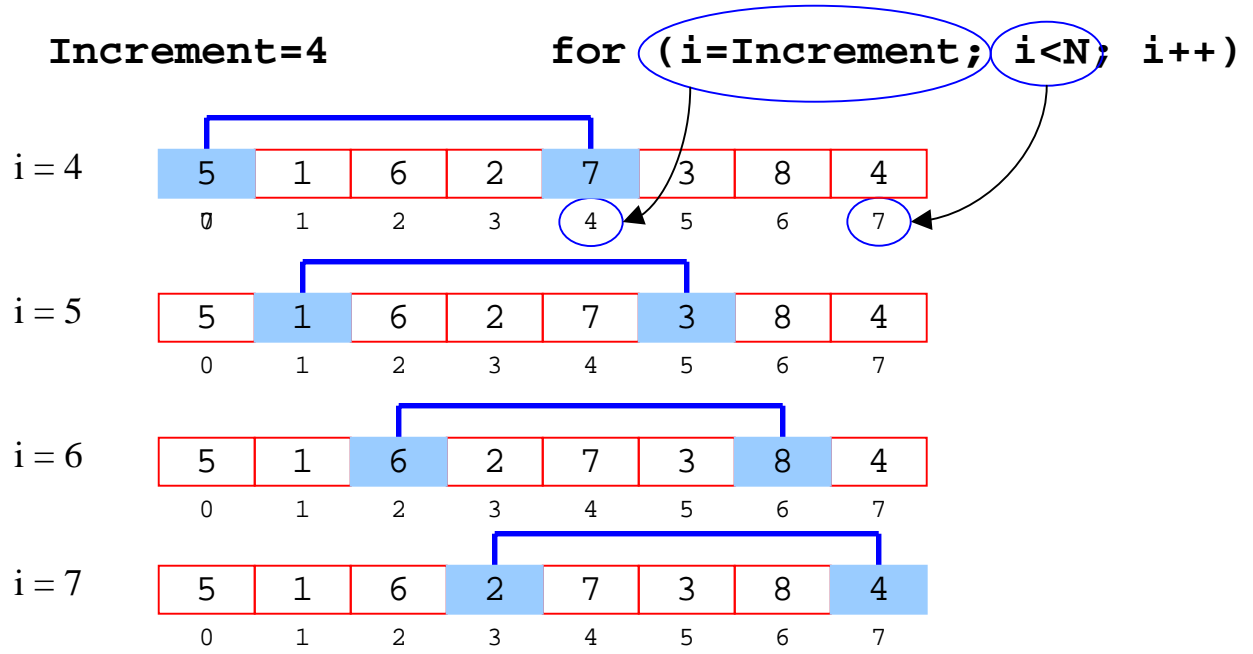 Increment=4 for (i=Increment; i<N; i++)
i = 4 5 1 6 2 7 3 8 4
1 2 3 4 5 6 7
i = 5 5 1 6 2 7 3 8 4
0 1 2 3 4 5 6 7
i = 6 5 1 6 2 7 3 8 4
0 1 2 3 4 5 6 7
i = 7 5 1 6 2 7 3 8 4
0 1 2 3 4 5 6 7